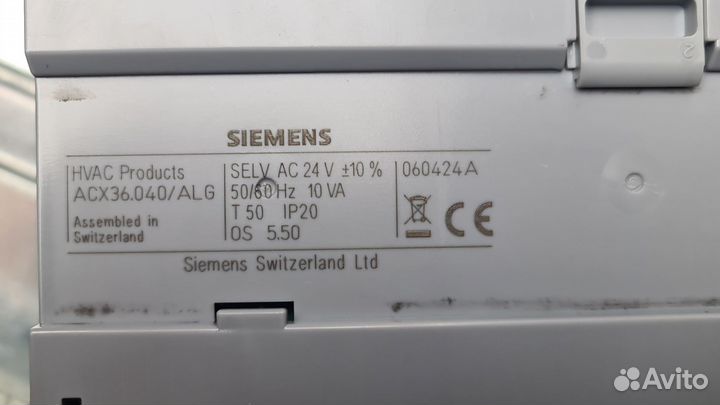 SIEMENS
HVAC Products
ACX36.040/ALG
Assembled in
Switzerland
SELV AC 24 V ±10 %
50/60 Hz 10 VA
T 50 IP20
OS 5.50
060424A
CE
Siemens Switzerland Ltd
2
Avito